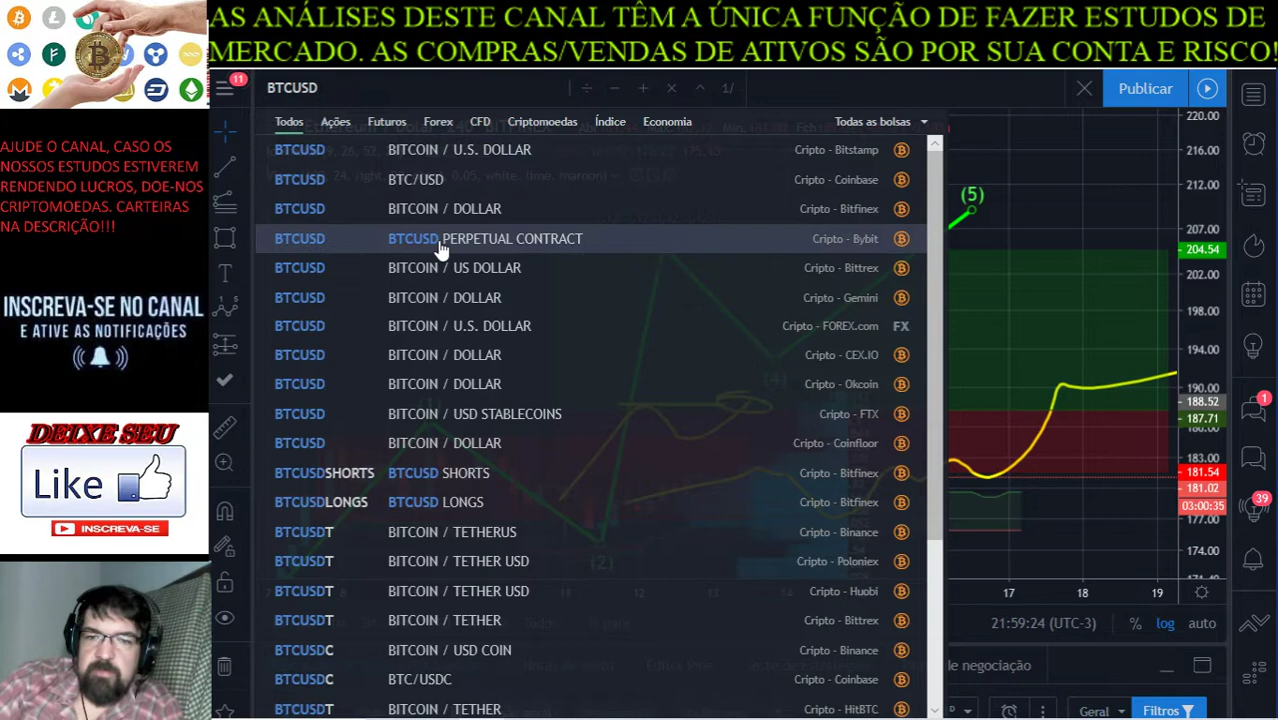 AS ANÁLISES DESTE CANAL TÊM A ÚNICA FUNÇÃO DE FAZER ESTUDOS DE
MERCADO. AS COMPRAS/VENDAS DE ATIVOS SÃO POR SUA CONTA E RISCO!
AJUDE O CANAL, CASO OS
NOSSOS ESTUDOS ESTIVEREM
RENDENDO LUCROS, DOE-NOS
CRIPTOMOEDAS. CARTEIRAS
NA DESCRIÇÃO!!!
INSCREVA-SE NO CANAL
E ATIVE AS NOTIFICAÇÕES
DEIXE SEU
Like
INSCREVA-SE
11
BTCUSD
1/
Publicar
Todos Ações Futuros Forex CFD Criptomoedas Índice Economia Todas as bolsas
BTCUSD BITCOIN / U.S. DOLLAR Cripto - Bitstamp
BTCUSD BTC/USD Cripto - Coinbase
BTCUSD BITCOIN / DOLLAR Cripto - Bitfinex
BTCUSD BTCUSD PERPETUAL CONTRACT Cripto - Bybit
BTCUSD BITCOIN / US DOLLAR Cripto - Bittrex
BTCUSD BITCOIN / DOLLAR Cripto - Gemini
BTCUSD BITCOIN / U.S. DOLLAR Cripto - FOREX.com FX
BTCUSD BITCOIN / DOLLAR Cripto - CEX.IO
BTCUSD BITCOIN / DOLLAR Cripto - Okcoin
BTCUSD BITCOIN / USD STABLECOINS Cripto - FTX
BTCUSD BITCOIN / DOLLAR Cripto - Coinfloor
BTCUSDSHORTS BTCUSD SHORTS Cripto - Bitfinex
BTCUSDLONGS BTCUSD LONGS Cripto - Bitfinex
BTCUSDT BITCOIN / TETHERUS Cripto - Binance
BTCUSDT BITCOIN / TETHER USD Cripto - Poloniex
BTCUSDT BITCOIN / TETHER USD Cripto - Huobi
BTCUSDT BITCOIN / TETHER Cripto - Bittrex
BTCUSDC BITCOIN / USD COIN Cripto - Binance
BTCUSDC BTC/USDC Cripto - Coinbase
BTCUSDT BITCOIN / TETHER Cripto - HitBTC
(5)
(4)
(2)
220.00
216.00
212.00
207.00
204.54
202.00
198.00
194.00
190.00
188.52
187.71
181.54
181.02
03:00:35
177.00
174.00
17 18 19
21:59:24 (UTC-3) % log auto
de negociação
Geral Filtros
1
39